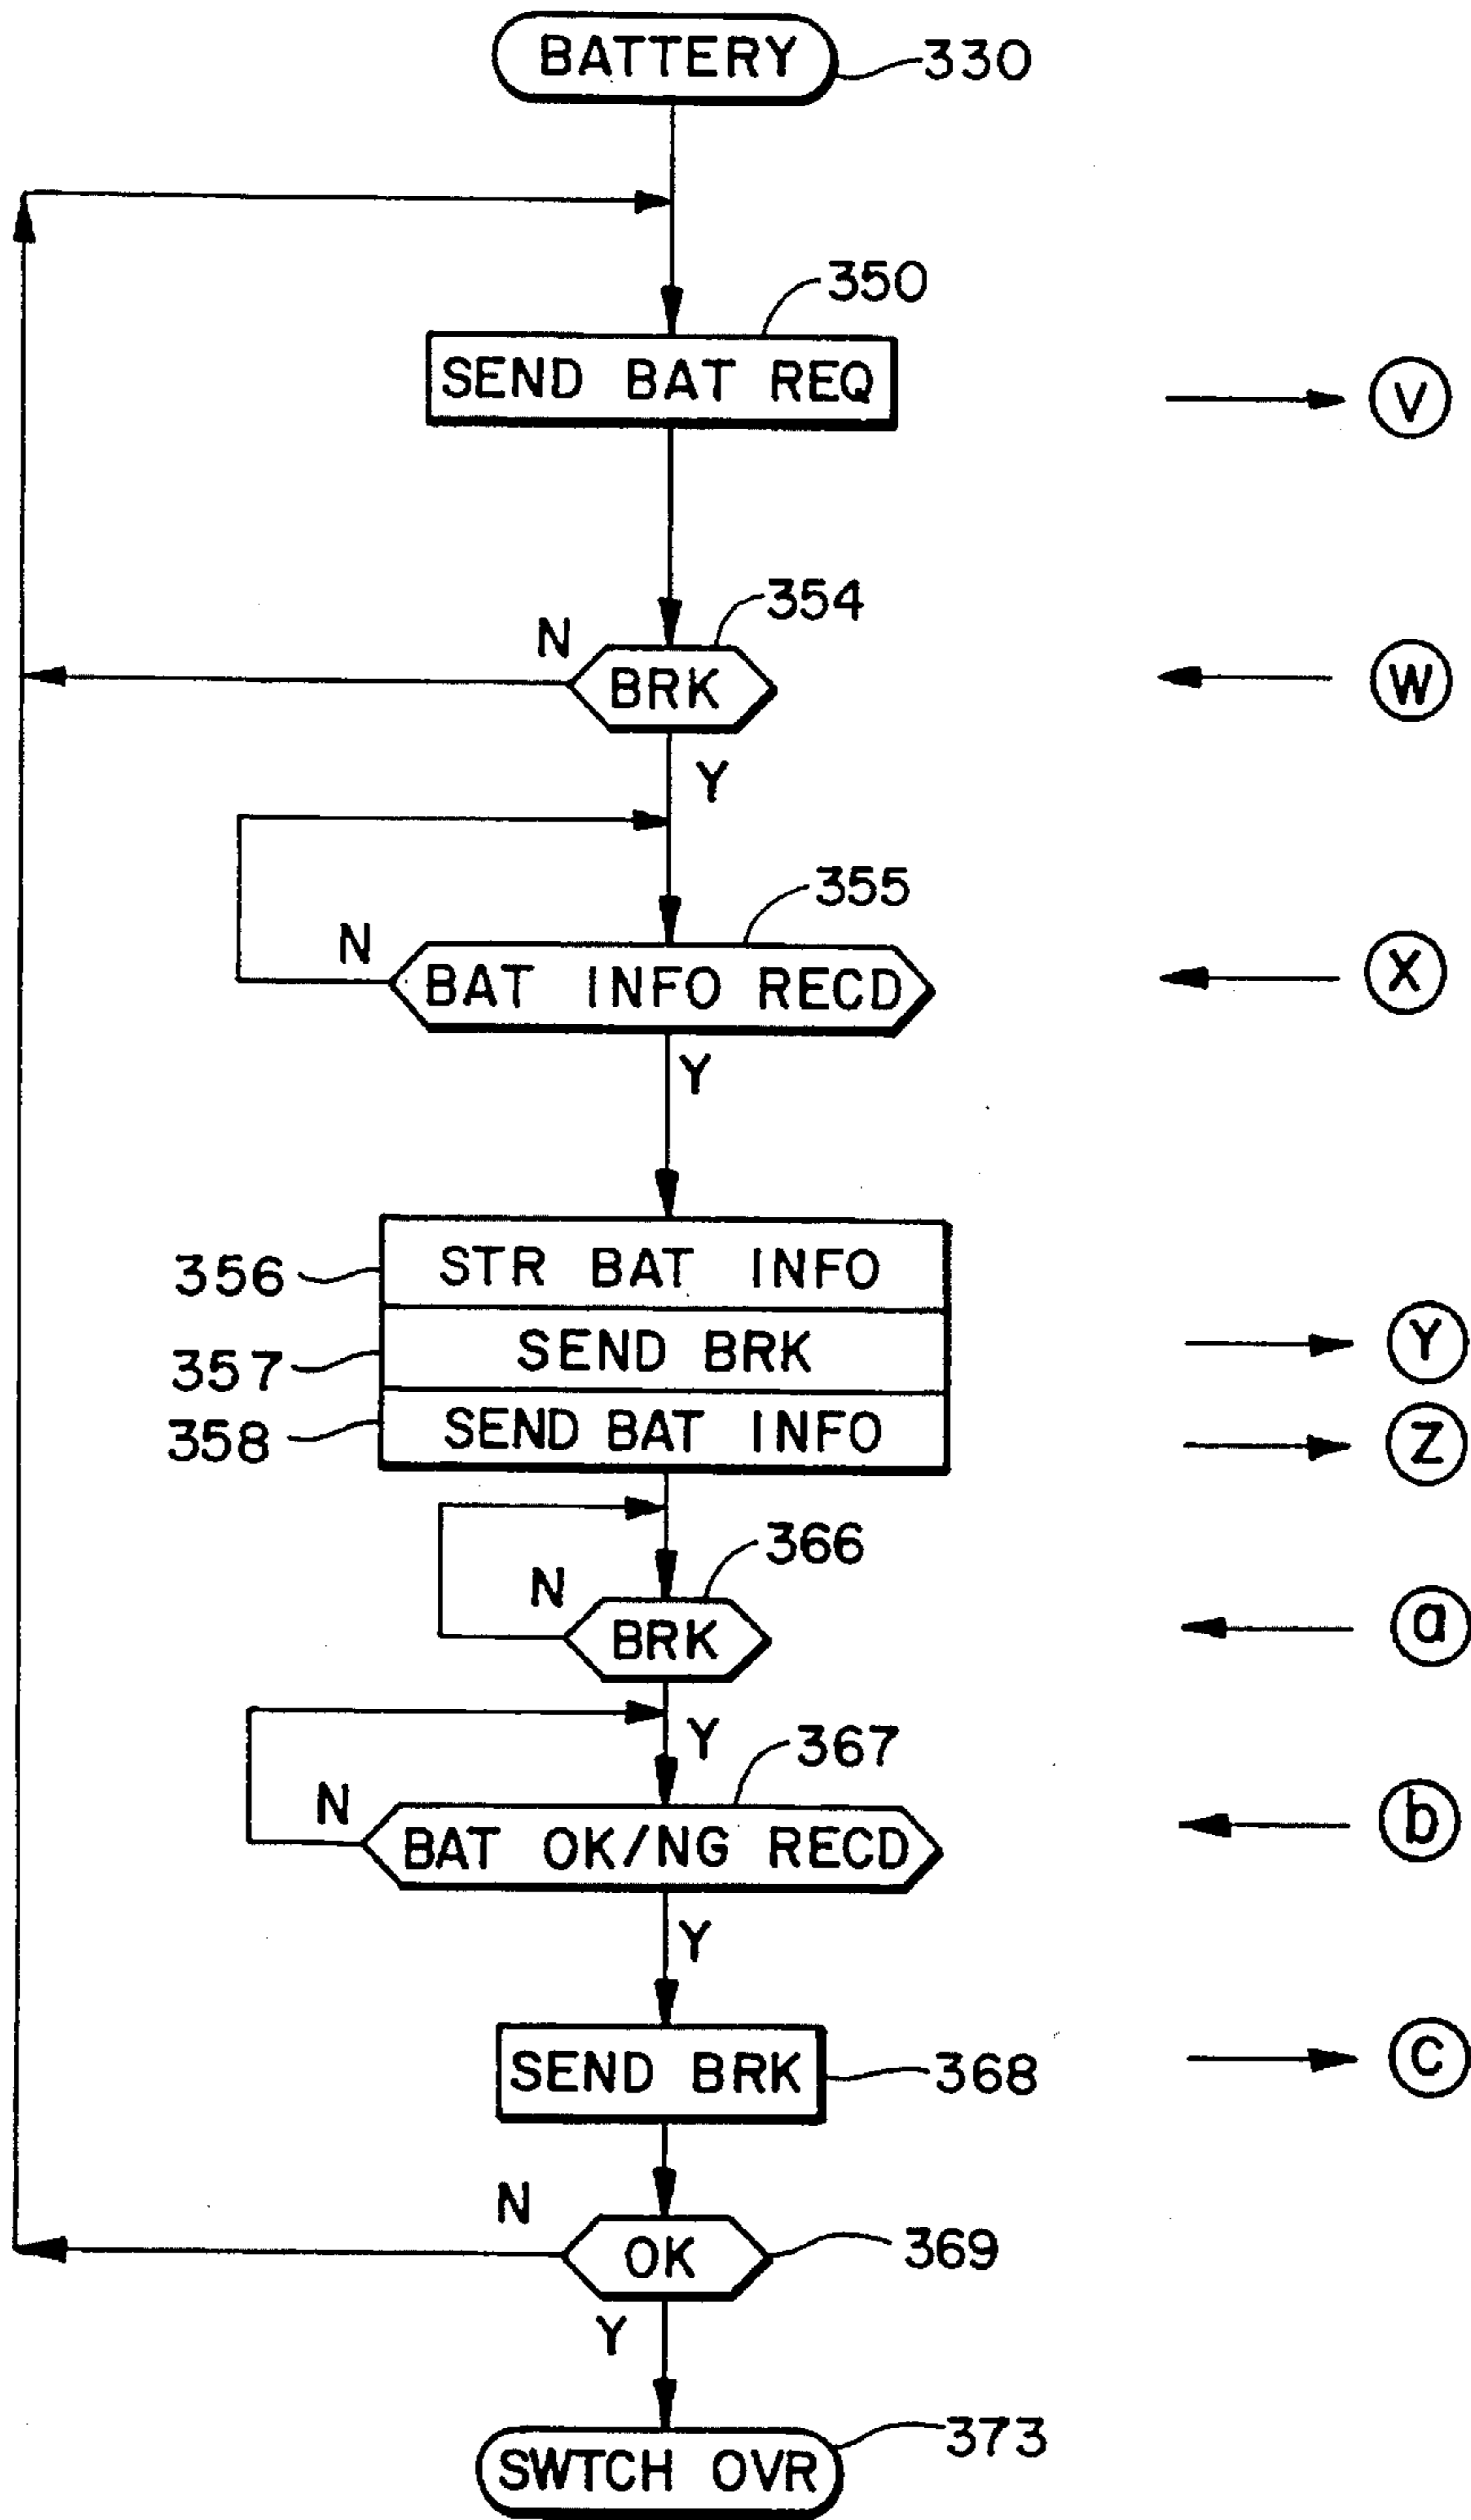 BATTERY 330
350
SEND BAT REQ V
354
N
BRK W
Y
355
N
BAT INFO RECD X
Y
356 STR BAT INFO
357 SEND BRK Y
358 SEND BAT INFO Z
366
N
BRK a
Y 367
N
BAT OK/NG RECD b
Y
SEND BRK 368 c
N
OK 369
Y
373
SWTCH OVR